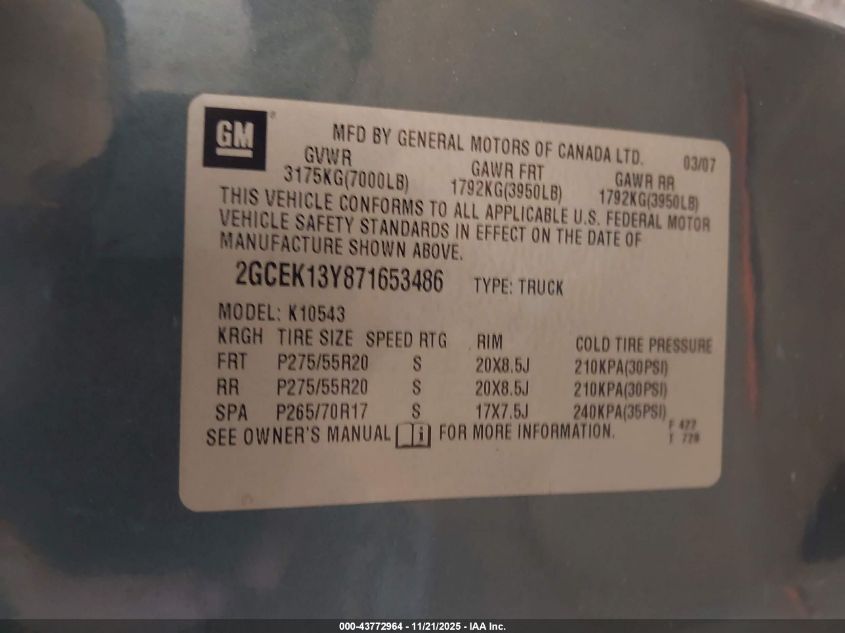 GM
MFD BY GENERAL MOTORS OF CANADA LTD. 03/07
GVWR GAWR FRT GAWR RR
3175KG(7000LB) 1792KG(3950LB) 1792KG(3950LB)
THIS VEHICLE CONFORMS TO ALL APPLICABLE U.S. FEDERAL MOTOR
VEHICLE SAFETY STANDARDS IN EFFECT ON THE DATE OF
MANUFACTURE SHOWN ABOVE.
2GCEK13Y871653486 TYPE: TRUCK
MODEL: K10543
KRGH TIRE SIZE SPEED RTG RIM COLD TIRE PRESSURE
FRT P275/55R20 S 20X8.5J 210KPA(30PSI)
RR P275/55R20 S 20X8.5J 210KPA(30PSI)
SPA P265/70R17 S 17X7.5J 240KPA(35PSI)
SEE OWNER'S MANUAL i FOR MORE INFORMATION.
F 477
T 728
000-43772964 - 11/21/2025 - IAA Inc.